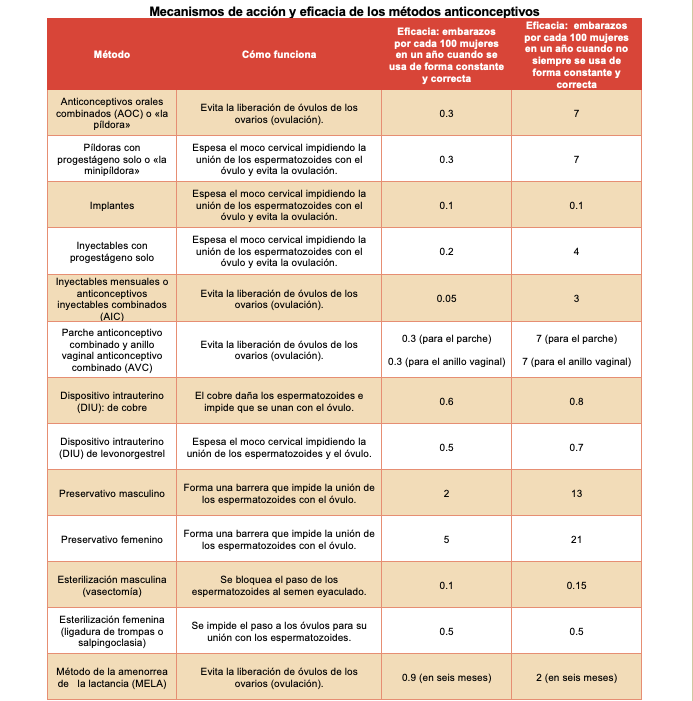 Mecanismos de acción y eficacia de los métodos anticonceptivos
Método
Cómo funciona
Eficacia: embarazos
por cada 100 mujeres
en un año cuando se
usa de forma constante
y correcta
Eficacia: embarazos
por cada 100 mujeres
en un año cuando no
siempre se usa de
forma constante y
correcta
Anticonceptivos orales
combinados (AOC) o «la
píldora»
Evita la liberación de óvulos de los
ovarios (ovulación).
0.3
7
Píldoras con
progestágeno solo o «la
minipíldora»
Espesa el moco cervical impidiendo la
unión de los espermatozoides con el
óvulo y evita la ovulación.
0.3
7
Implantes
Espesa el moco cervical impidiendo la
unión de los espermatozoides con el
óvulo y evita la ovulación.
0.1
0.1
Inyectables con
progestágeno solo
Espesa el moco cervical impidiendo la
unión de los espermatozoides con el
óvulo y evita la ovulación.
0.2
4
Inyectables mensuales o
anticonceptivos
inyectables combinados
(AIC)
Evita la liberación de óvulos de los
ovarios (ovulación).
0.05
3
Parche anticonceptivo
combinado y anillo
vaginal anticonceptivo
combinado (AVC)
Evita la liberación de óvulos de los
ovarios (ovulación).
0.3 (para el parche)
0.3 (para el anillo vaginal)
7 (para el parche)
7 (para el anillo vaginal)
Dispositivo intrauterino
(DIU): de cobre
El cobre daña los espermatozoides e
impide que se unan con el óvulo.
0.6
0.8
Dispositivo intrauterino
(DIU) de levonorgestrel
Espesa el moco cervical impidiendo la
unión de los espermatozoides y el óvulo.
0.5
0.7
Preservativo masculino
Forma una barrera que impide la unión de
los espermatozoides con el óvulo.
2
13
Preservativo femenino
Forma una barrera que impide la unión de
los espermatozoides con el óvulo.
5
21
Esterilización masculina
(vasectomía)
Se bloquea el paso de los
espermatozoides al semen eyaculado.
0.1
0.15
Esterilización femenina
(ligadura de trompas o
salpingoclasia)
Se impide el paso a los óvulos para su
unión con los espermatozoides.
0.5
0.5
Método de la amenorrea
de la lactancia (MELA)
Evita la liberación de óvulos de los
ovarios (ovulación).
0.9 (en seis meses)
2 (en seis meses)